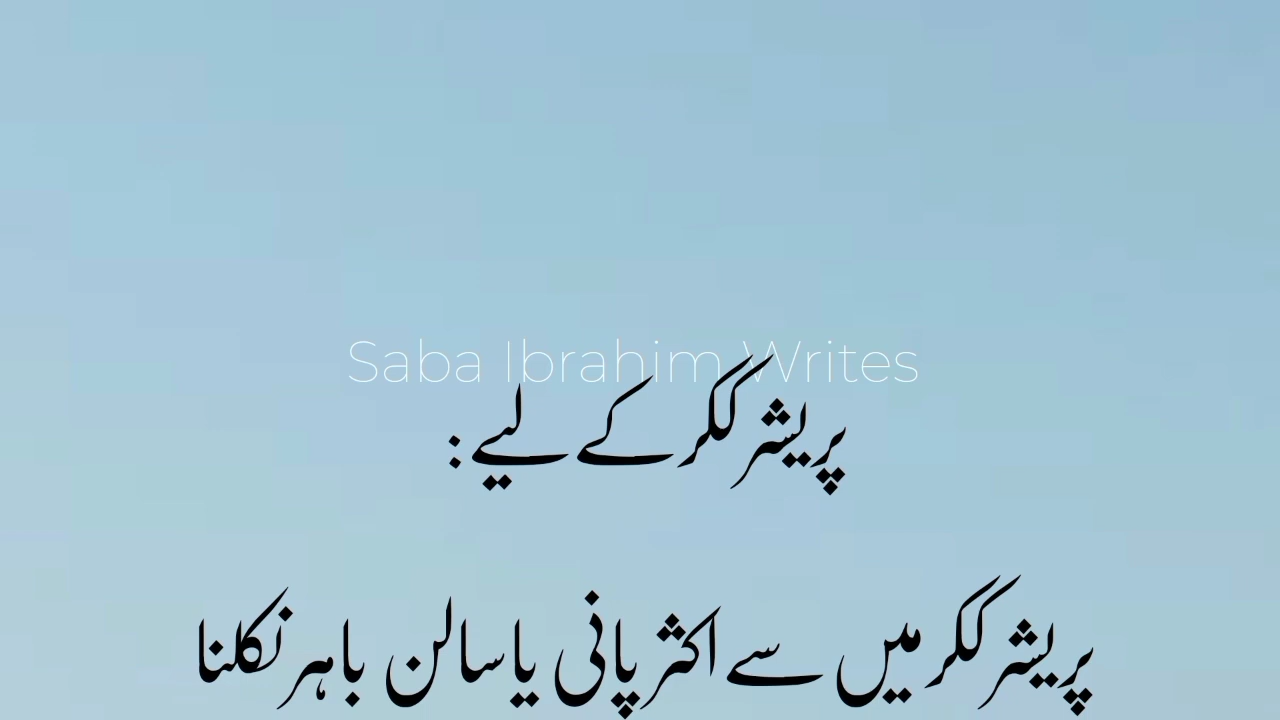 Saba Ibrahim Writes
پریشر ککر کے لیے :
پریشر ککر میں سے اکثر پانی یا سالن باہر نکلنا